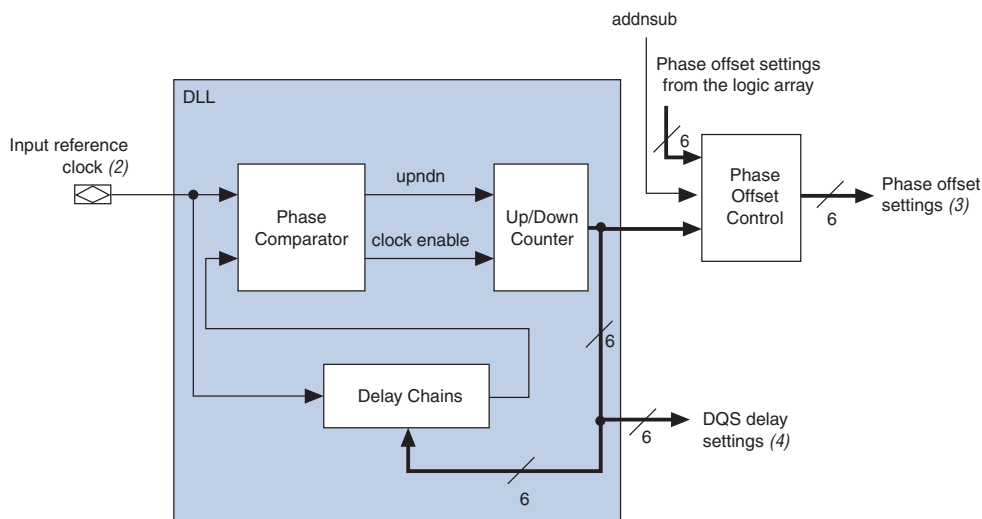 addnsub
Phase offset settings
from the logic array
DLL
6
Input reference
clock (2)
upndn
Phase
Comparator
clock enable
Up/Down
Counter
Phase
Offset
Control
6
Phase offset
settings (3)
6
Delay Chains
6
DQS delay
settings (4)
6